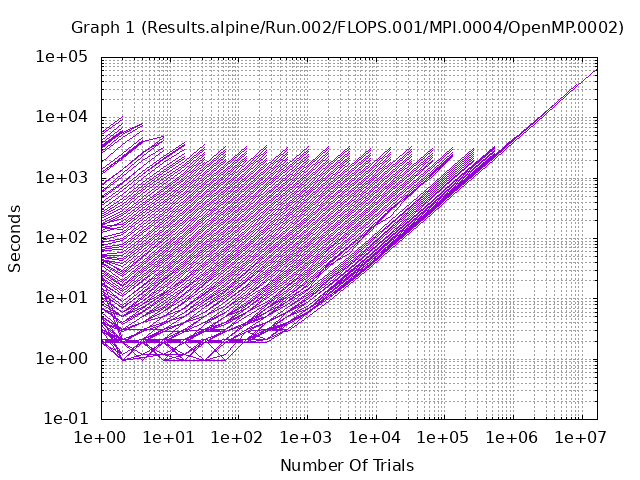 Graph 1 (Results.alpine/Run.002/FLOPS.001/MPI.0004/OpenMP.0002)
1e+05
1e+04
1e+03
1e+02
1e+01
1e+00
1e-01
Seconds
1e+00 1e+01 1e+02 1e+03 1e+04 1e+05 1e+06 1e+07
Number Of Trials